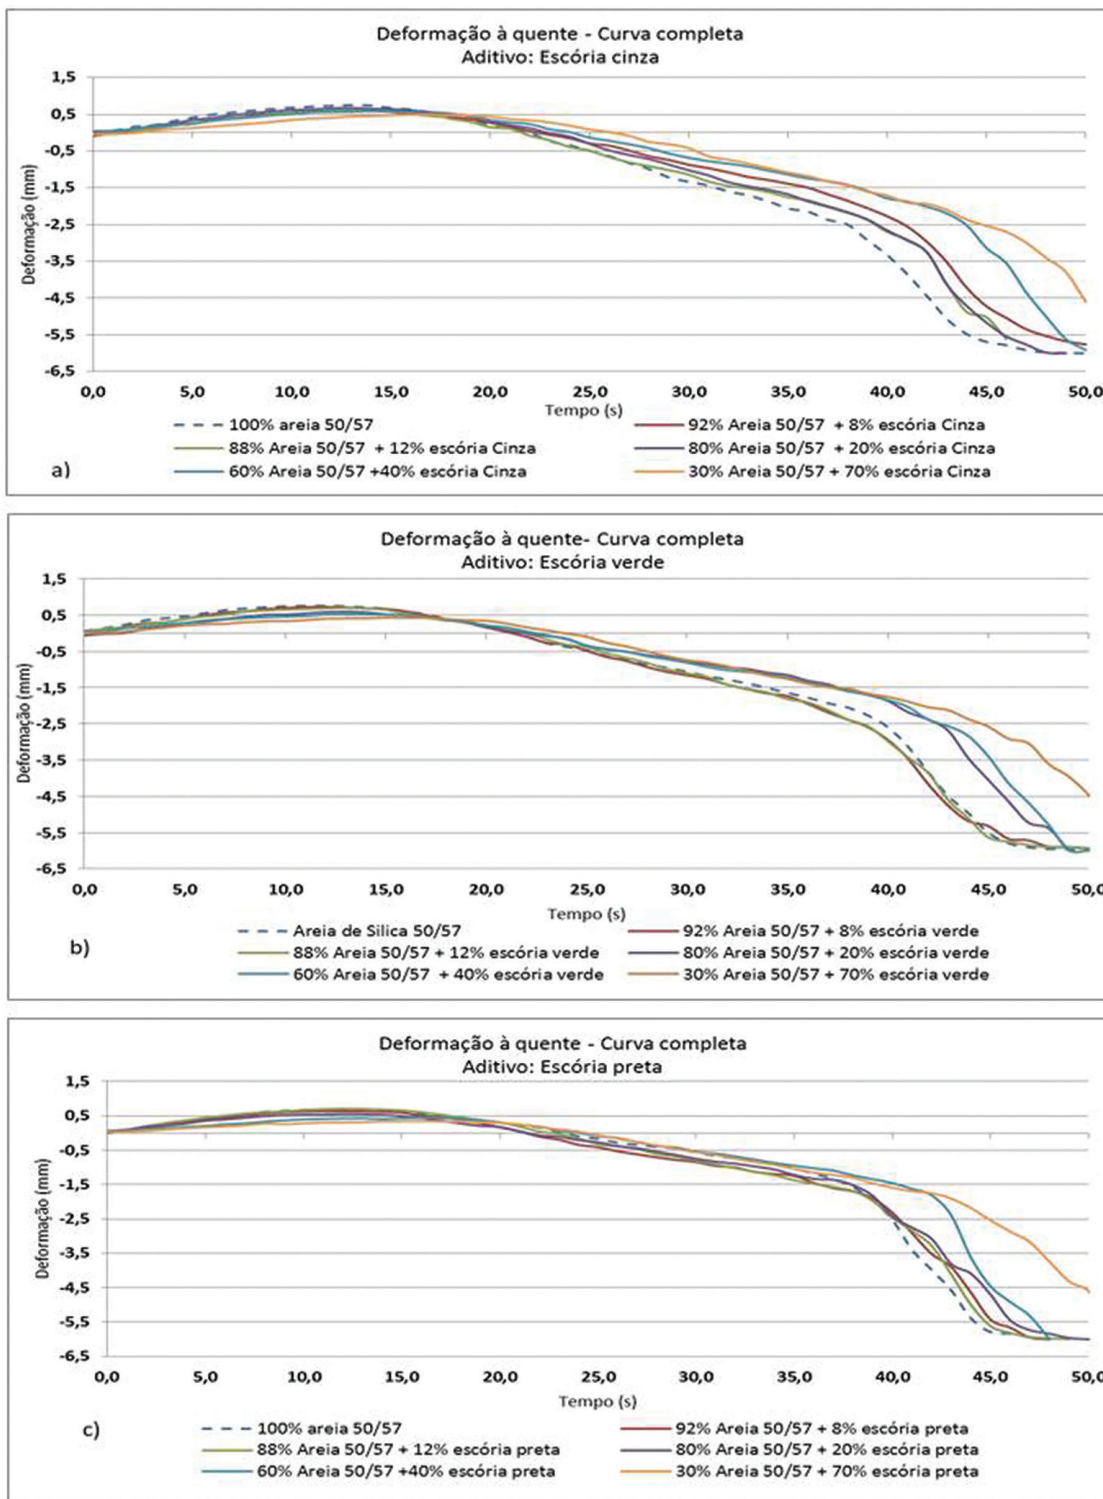 Deformação à quente - Curva completa
Aditivo: Escória cinza
1,5
0,5
-0,5
-1,5
-2,5
-3,5
-4,5
-5,5
-6,5
Deformação (mm)
0,0 5,0 10,0 15,0 20,0 25,0 30,0 35,0 40,0 45,0 50,0
Tempo (s)
100% areia 50/57 92% Areia 50/57 + 8% escória Cinza
88% Areia 50/57 + 12% escória Cinza 80% Areia 50/57 + 20% escória Cinza
60% Areia 50/57 +40% escória Cinza 30% Areia 50/57 + 70% escória Cinza
a)
Deformação à quente- Curva completa
Aditivo: Escória verde
1,5
0,5
-0,5
-1,5
-2,5
-3,5
-4,5
-5,5
-6,5
Deformação (mm)
0,0 5,0 10,0 15,0 20,0 25,0 30,0 35,0 40,0 45,0 50,0
Tempo (s)
Areia de Silica 50/57 92% Areia 50/57 + 8% escória verde
88% Areia 50/57 + 12% escória verde 80% Areia 50/57 + 20% escória verde
60% Areia 50/57 + 40% escória verde 30% Areia 50/57 + 70% escória verde
b)
Deformação à quente - Curva completa
Aditivo: Escória preta
1,5
0,5
-0,5
-1,5
-2,5
-3,5
-4,5
-5,5
-6,5
Deformação (mm)
0,0 5,0 10,0 15,0 20,0 25,0 30,0 35,0 40,0 45,0 50,0
Tempo (s)
100% areia 50/57 92% Areia 50/57 + 8% escória preta
88% Areia 50/57 + 12% escória preta 80% Areia 50/57 + 20% escória preta
60% Areia 50/57 +40% escória preta 30% Areia 50/57 + 70% escória preta
c)